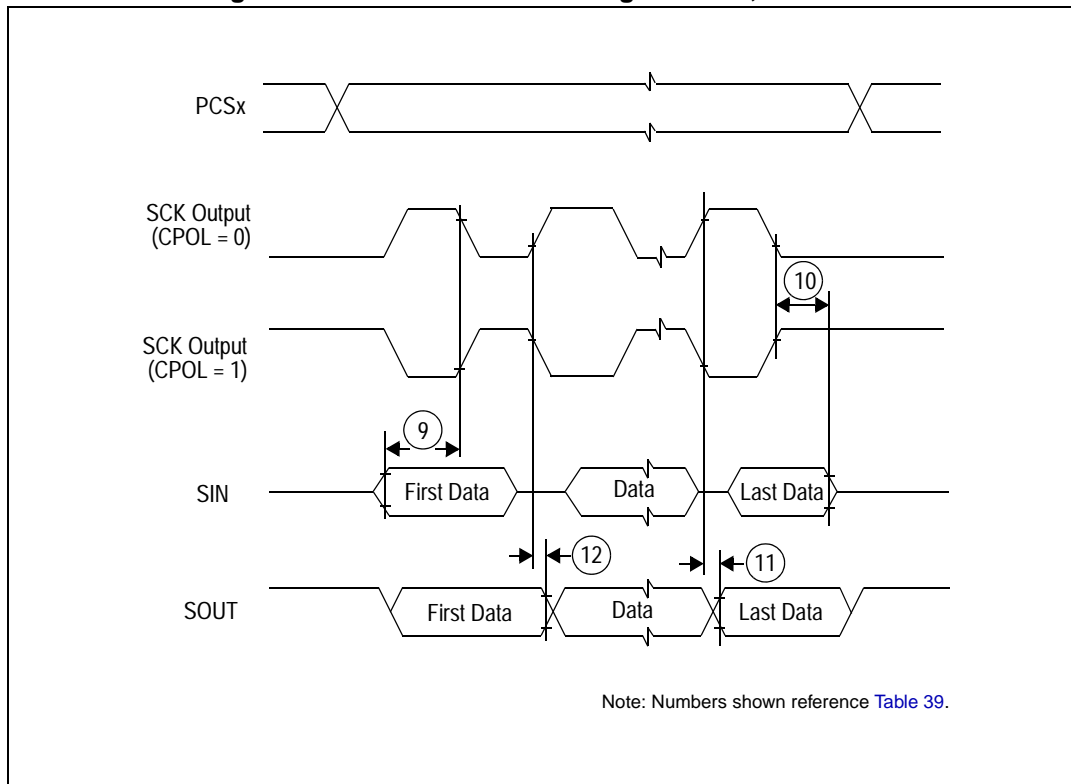 PCSx
SCK Output
(CPOL = 0)
10
SCK Output
(CPOL = 1)
9
SIN
First Data
Data
Last Data
12
11
SOUT
First Data
Data
Last Data
Note: Numbers shown reference Table 39.